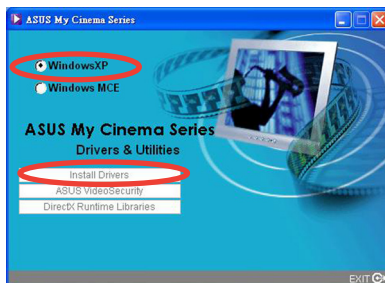 ASUS My Cinema Series
WindowsXP
Windows MCE
ASUS My Cinema Series
Drivers & Utilities
Install Drivers
ASUS VideoSecurity
DirectX Runtime Libraries
EXIT